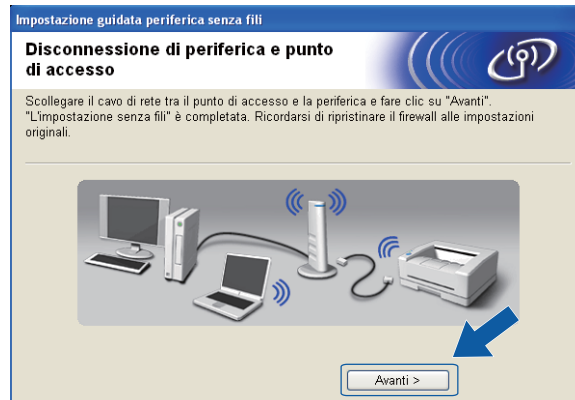 Impostazione guidata periferica senza fili
Disconnessione di periferica e punto
di accesso
Scollegare il cavo di rete tra il punto di accesso e la periferica e fare clic su "Avanti".
"L'impostazione senza fili" è completata. Ricordarsi di ripristinare il firewall alle impostazioni
originali.
Avanti >